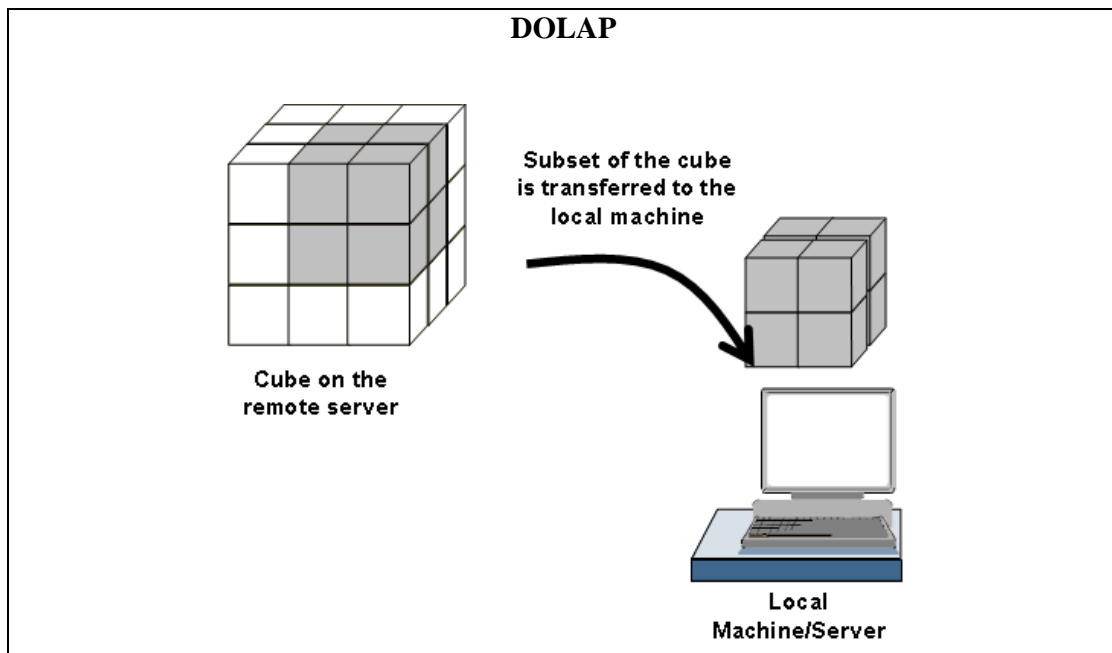 DOLAP
Subset of the cube
is transferred to the
local machine
Cube on the
remote server
Local
Machine/Server